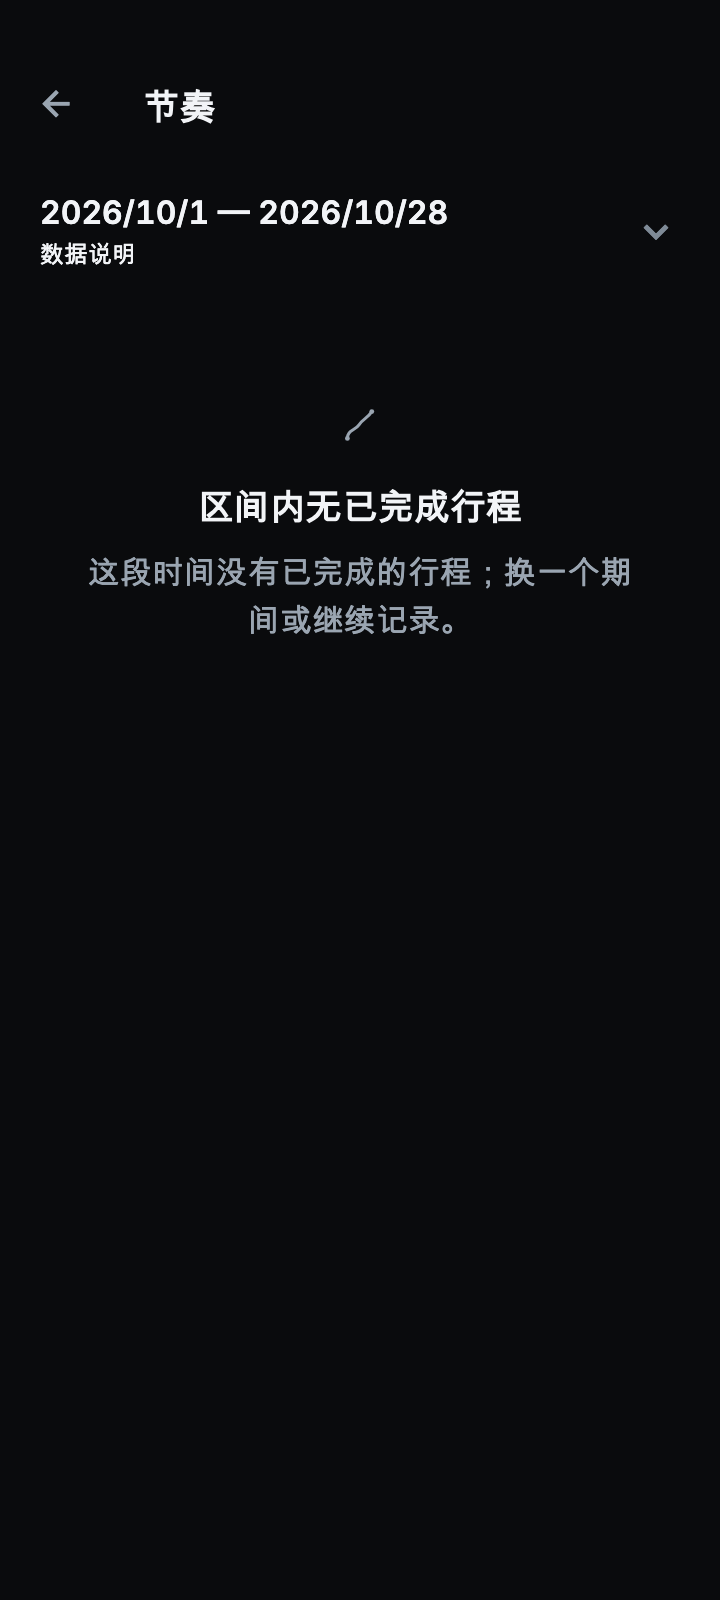 节奏
2026/10/1 — 2026/10/28
数据说明
区间内无已完成行程
这段时间没有已完成的行程；换一个期
间或继续记录。